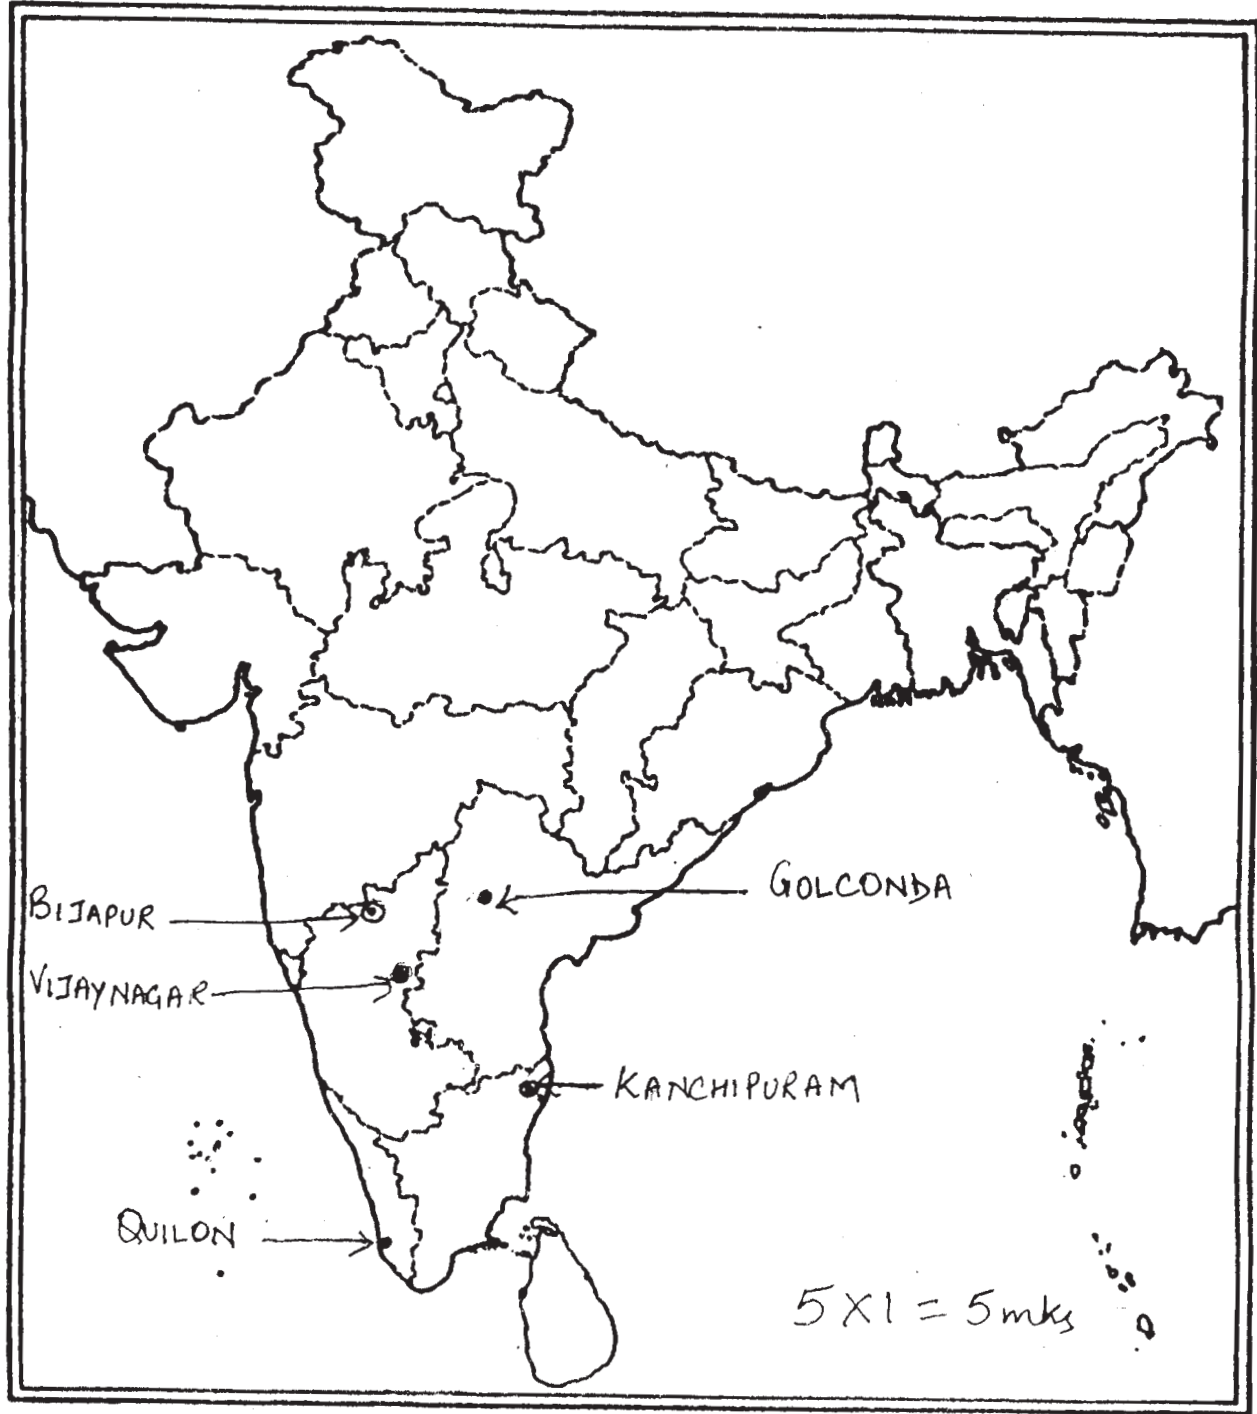 GOLCONDA
BIJAPUR
VIJAYNAGAR
KANCHIPURAM
QUILON
5 X 1 = 5 mks